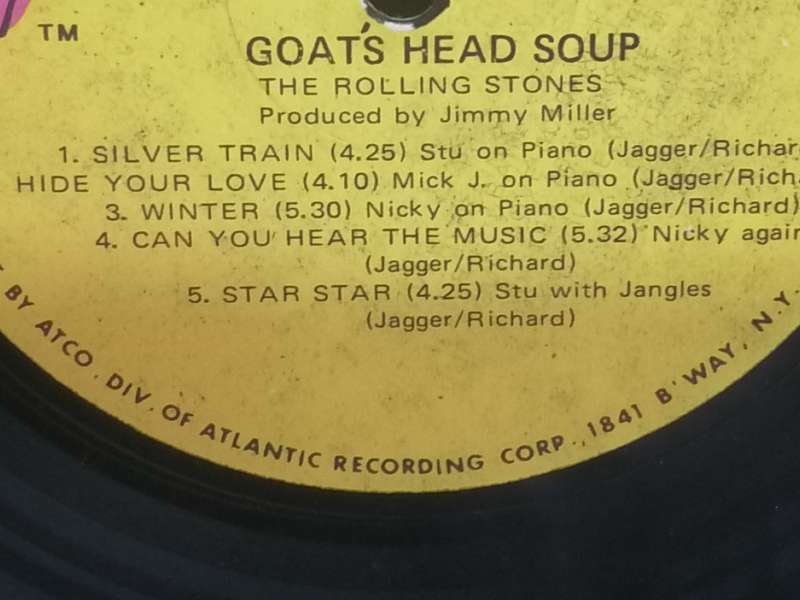 TM
GOAT'S HEAD SOUP
THE ROLLING STONES
Produced by Jimmy Miller
1. SILVER TRAIN (4.25) Stu on Piano (Jagger/Richar
HIDE YOUR LOVE (4.10) Mick J. on Piano (Jagger/Rich
3. WINTER (5.30) Nicky on Piano (Jagger/Richard)
4. CAN YOU HEAR THE MUSIC (5.32) Nicky again
(Jagger/Richard)
5. STAR STAR (4.25) Stu with Jangles
(Jagger/Richard)
BY ATCO. DIV. OF ATLANTIC RECORDING CORP., 1841 B'WAY, N.Y.